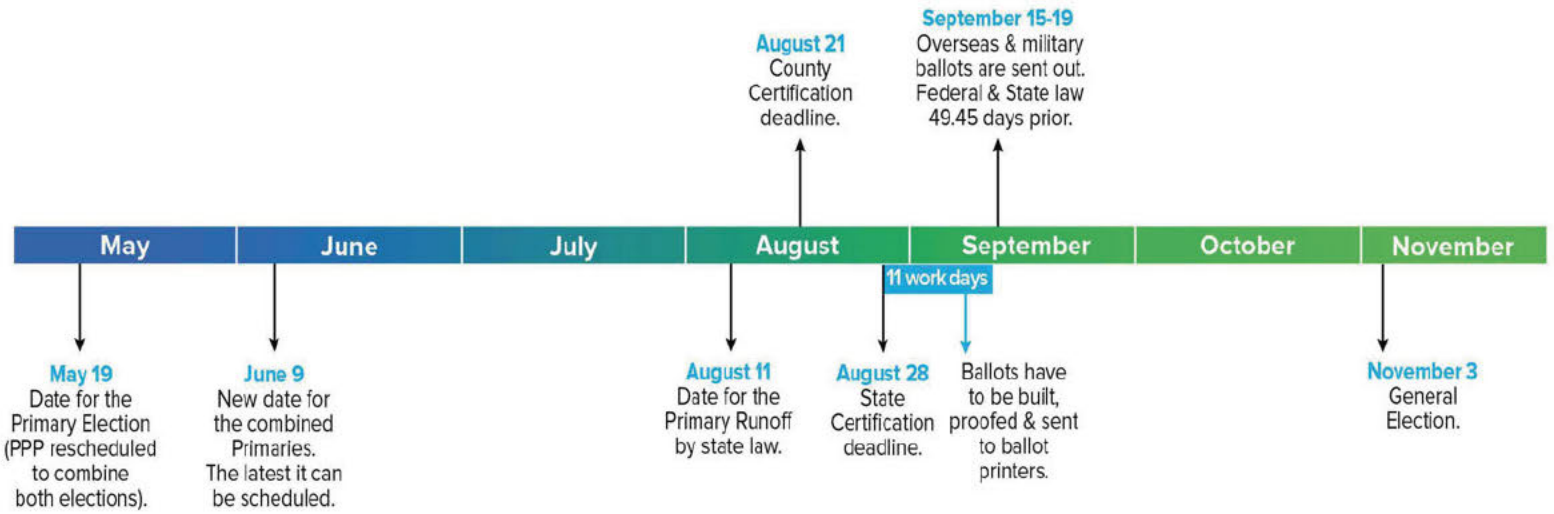 August 21
County
Certification
deadline.
September 15-19
Overseas & military
ballots are sent out.
Federal & State law
49.45 days prior.
May
June
July
August
September
October
November
11 work days
May 19
Date for the
Primary Election
(PPP rescheduled
to combine
both elections).
June 9
New date for
the combined
Primaries.
The latest it can
be scheduled.
August 11
Date for the
Primary Runoff
by state law.
August 28
State
Certification
deadline.
Ballots have
to be built,
proofed & sent
to ballot
printers.
November 3
General
Election.